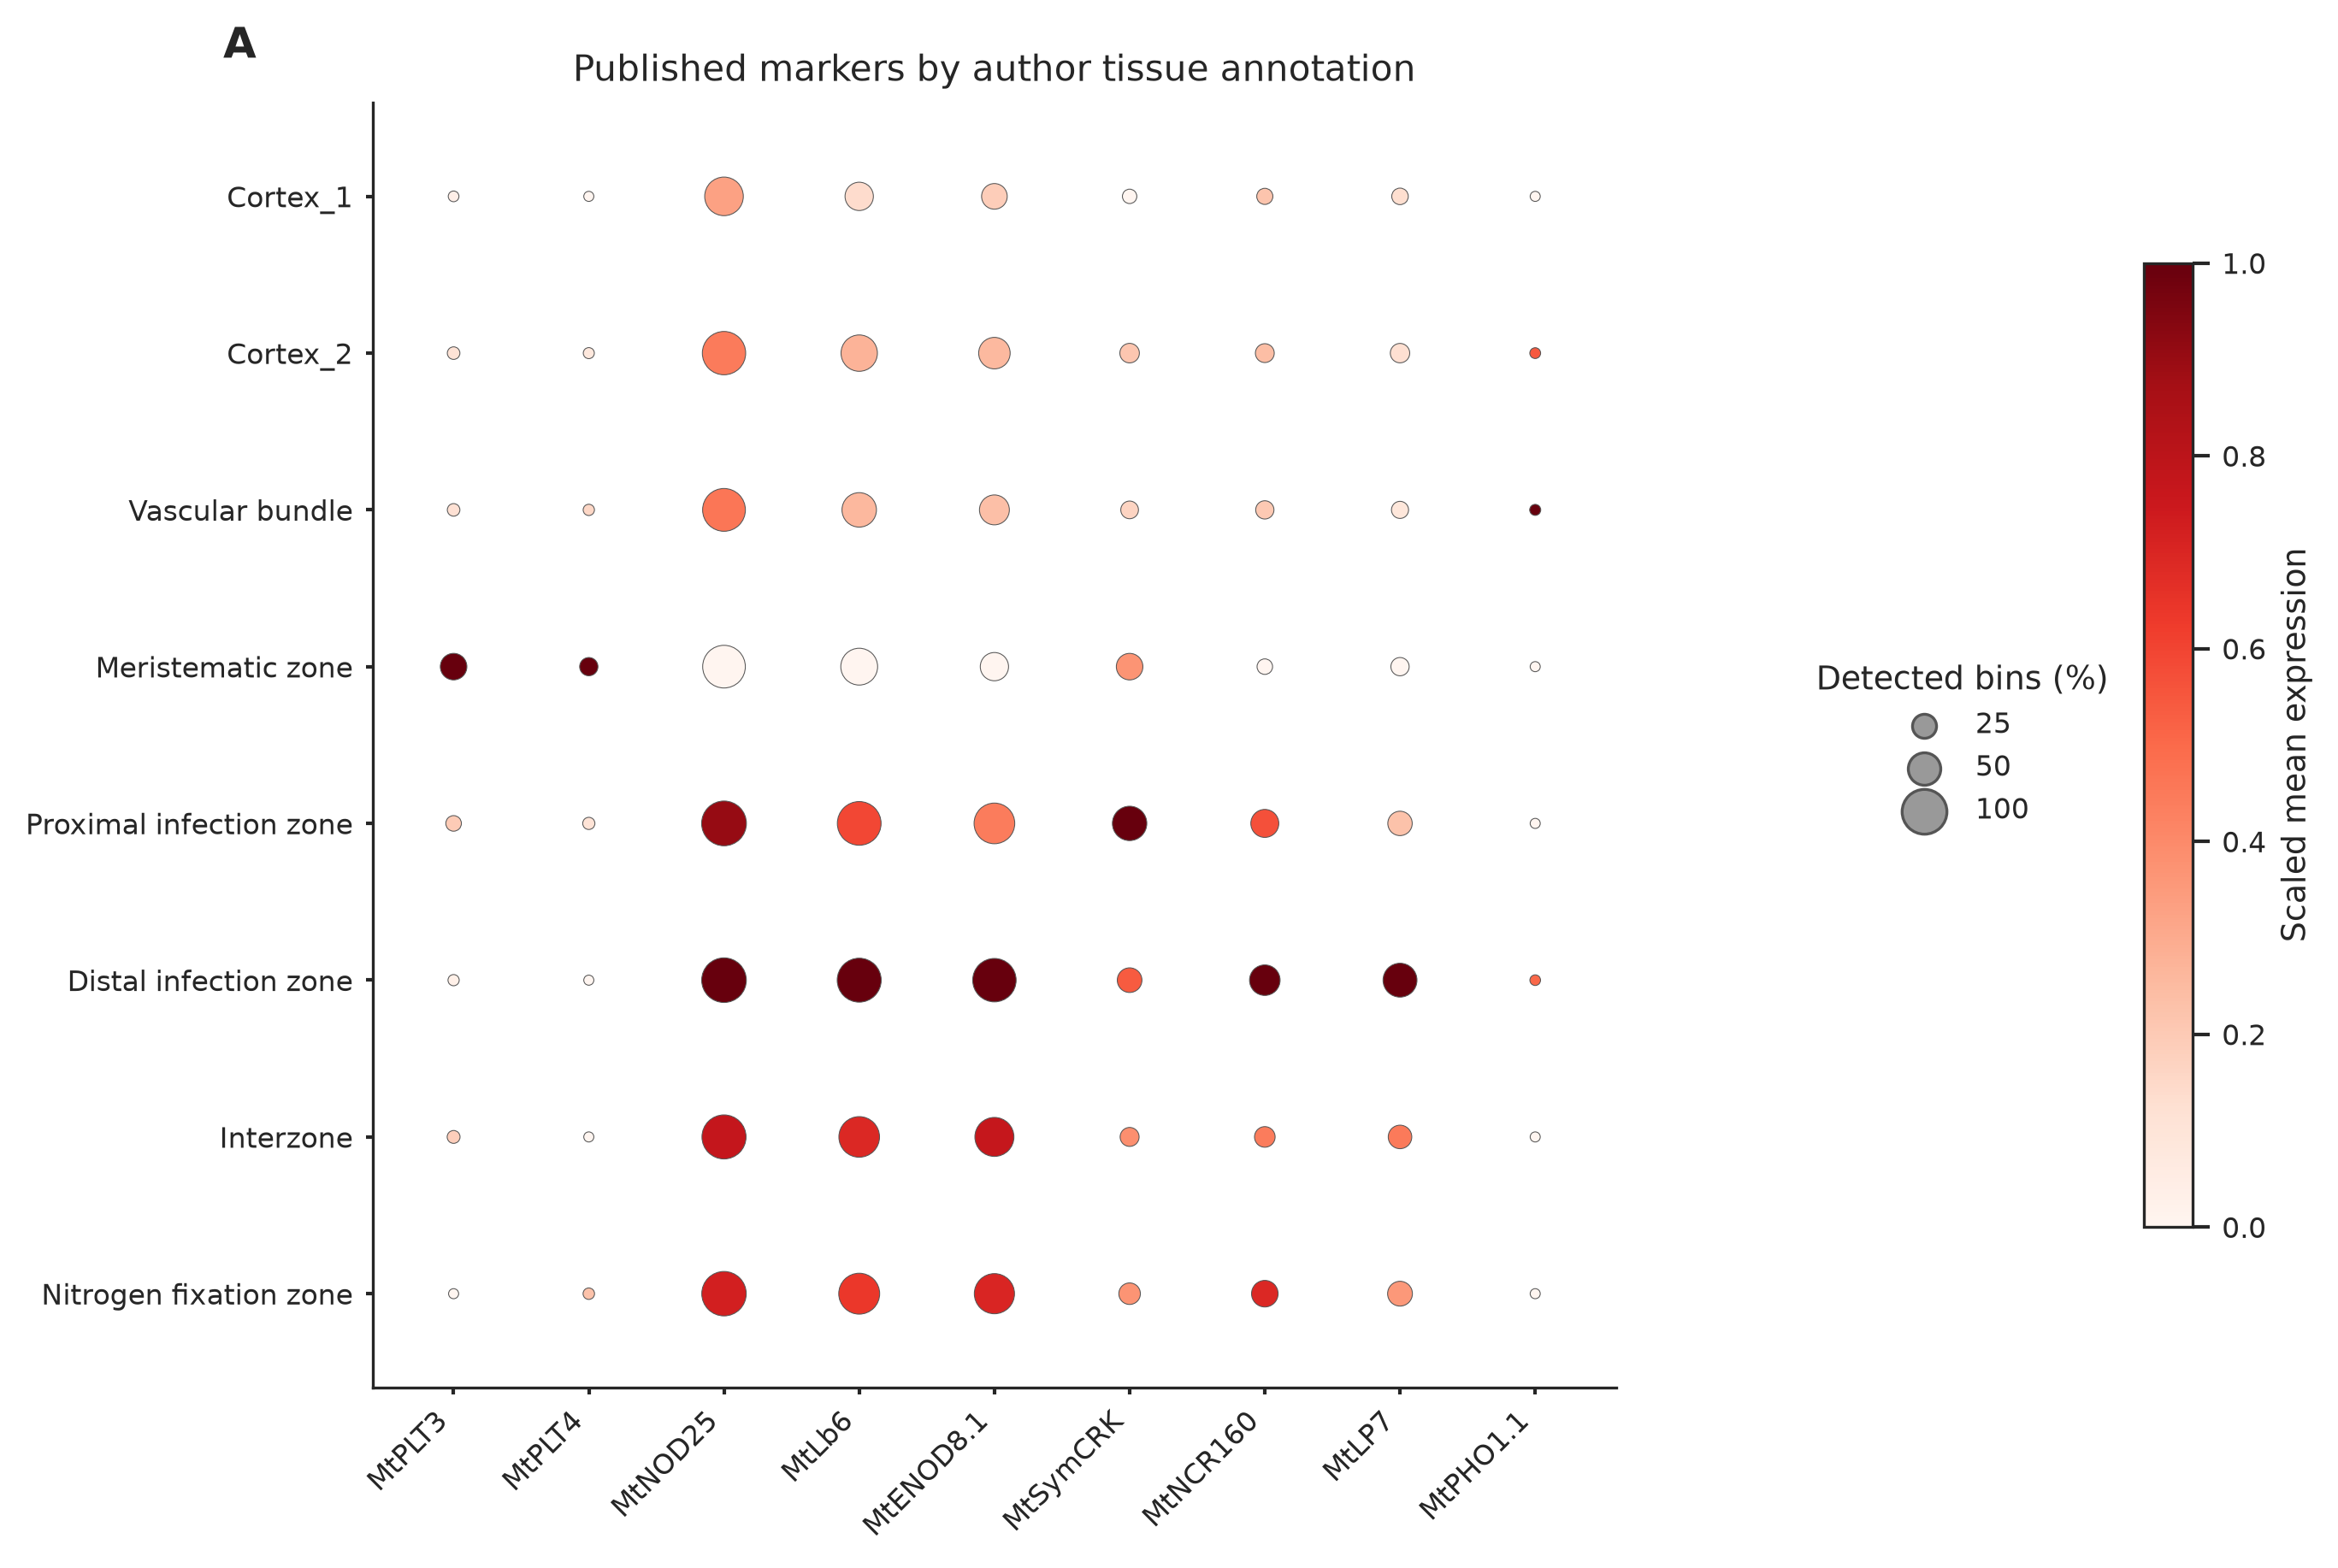 A
Published markers by author tissue annotation
Cortex_1
Cortex_2
Vascular bundle
Meristematic zone
Proximal infection zone
Distal infection zone
Interzone
Nitrogen fixation zone
MtPLT3
MtPLT4
MtNOD25
MtLb6
MtENOD8.1
MtSymCRK
MtNCR160
MtLP7
MtPHO1.1
Detected bins (%)
25
50
100
1.0
0.8
0.6
0.4
0.2
0.0
Scaled mean expression